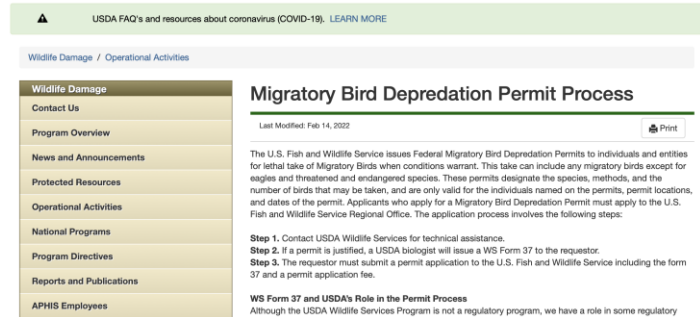 USDA FAQ's and resources about coronavirus (COVID-19). LEARN MORE
Wildlife Damage / Operational Activities
Wildlife Damage
Contact Us
Program Overview
News and Announcements
Protected Resources
Operational Activities
National Programs
Program Directives
Reports and Publications
APHIS Employees
Migratory Bird Depredation Permit Process
Last Modified: Feb 14, 2022
Print
The U.S. Fish and Wildlife Service issues Federal Migratory Bird Depredation Permits to individuals and entities
for lethal take of Migratory Birds when conditions warrant. This take can include any migratory birds except for
eagles and threatened and endangered species. These permits designate the species, methods, and the
number of birds that may be taken, and are only valid for the individuals named on the permits, permit locations,
and dates of the permit. Applicants who apply for a Migratory Bird Depredation Permit must apply to the U.S.
Fish and Wildlife Service Regional Office. The application process involves the following steps:
Step 1. Contact USDA Wildlife Services for technical assistance.
Step 2. If a permit is justified, a USDA biologist will issue a WS Form 37 to the requestor.
Step 3. The requestor must submit a permit application to the U.S. Fish and Wildlife Service including the form
37 and a permit application fee.
WS Form 37 and USDA's Role in the Permit Process
Although the USDA Wildlife Services Program is not a regulatory program, we have a role in some regulatory